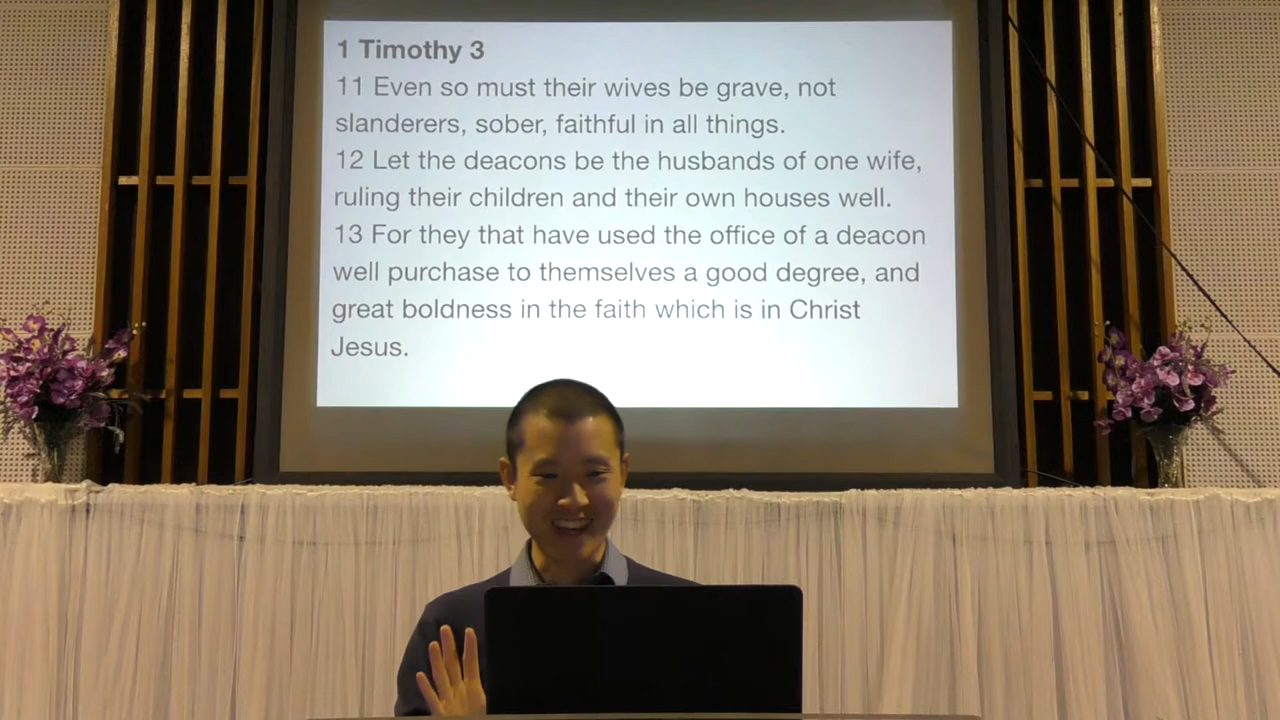 1 Timothy 3
11 Even so must their wives be grave, not
slanderers, sober, faithful in all things.
12 Let the deacons be the husbands of one wife,
ruling their children and their own houses well.
13 For they that have used the office of a deacon
well purchase to themselves a good degree, and
great boldness in the faith which is in Christ
Jesus.